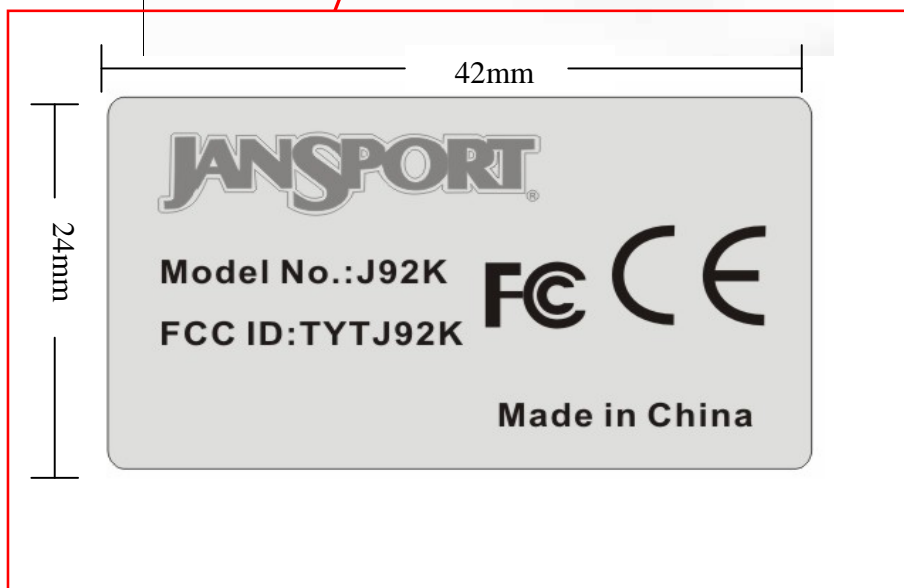 42mm
24mm
JANSPORT®
Model No.:J92K
FCC ID:TYTJ92K
FC CE
Made in China